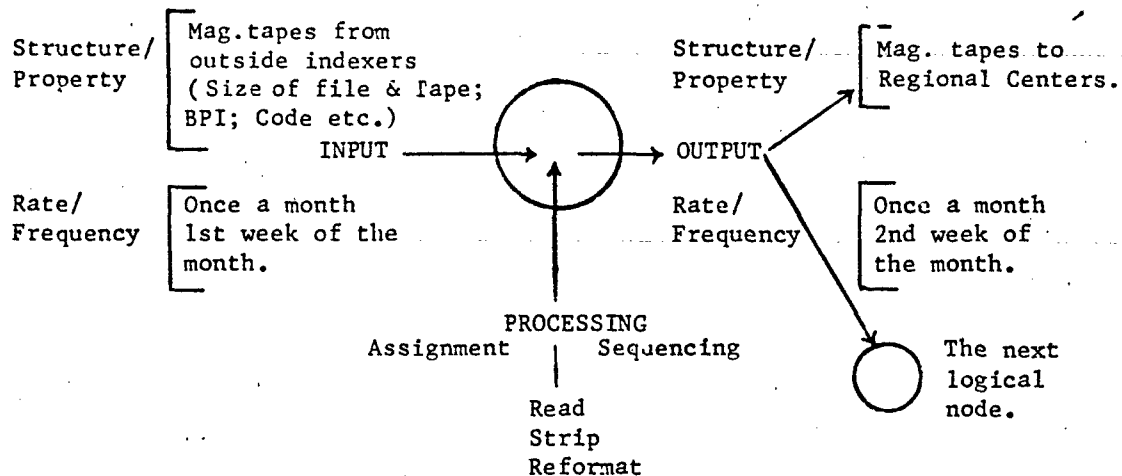 Structure/
Property
Mag.tapes from
outside indexers
(Size of file & Tape;
BPI; Code etc.)
INPUT
Rate/
Frequency
Once a month
1st week of the
month.
Structure/
Property
Mag. tapes to
Regional Centers.
OUTPUT
Rate/
Frequency
Once a month
2nd week of
the month.
PROCESSING
Assignment Sequencing
Read
Strip
Reformat
The next
logical
node.